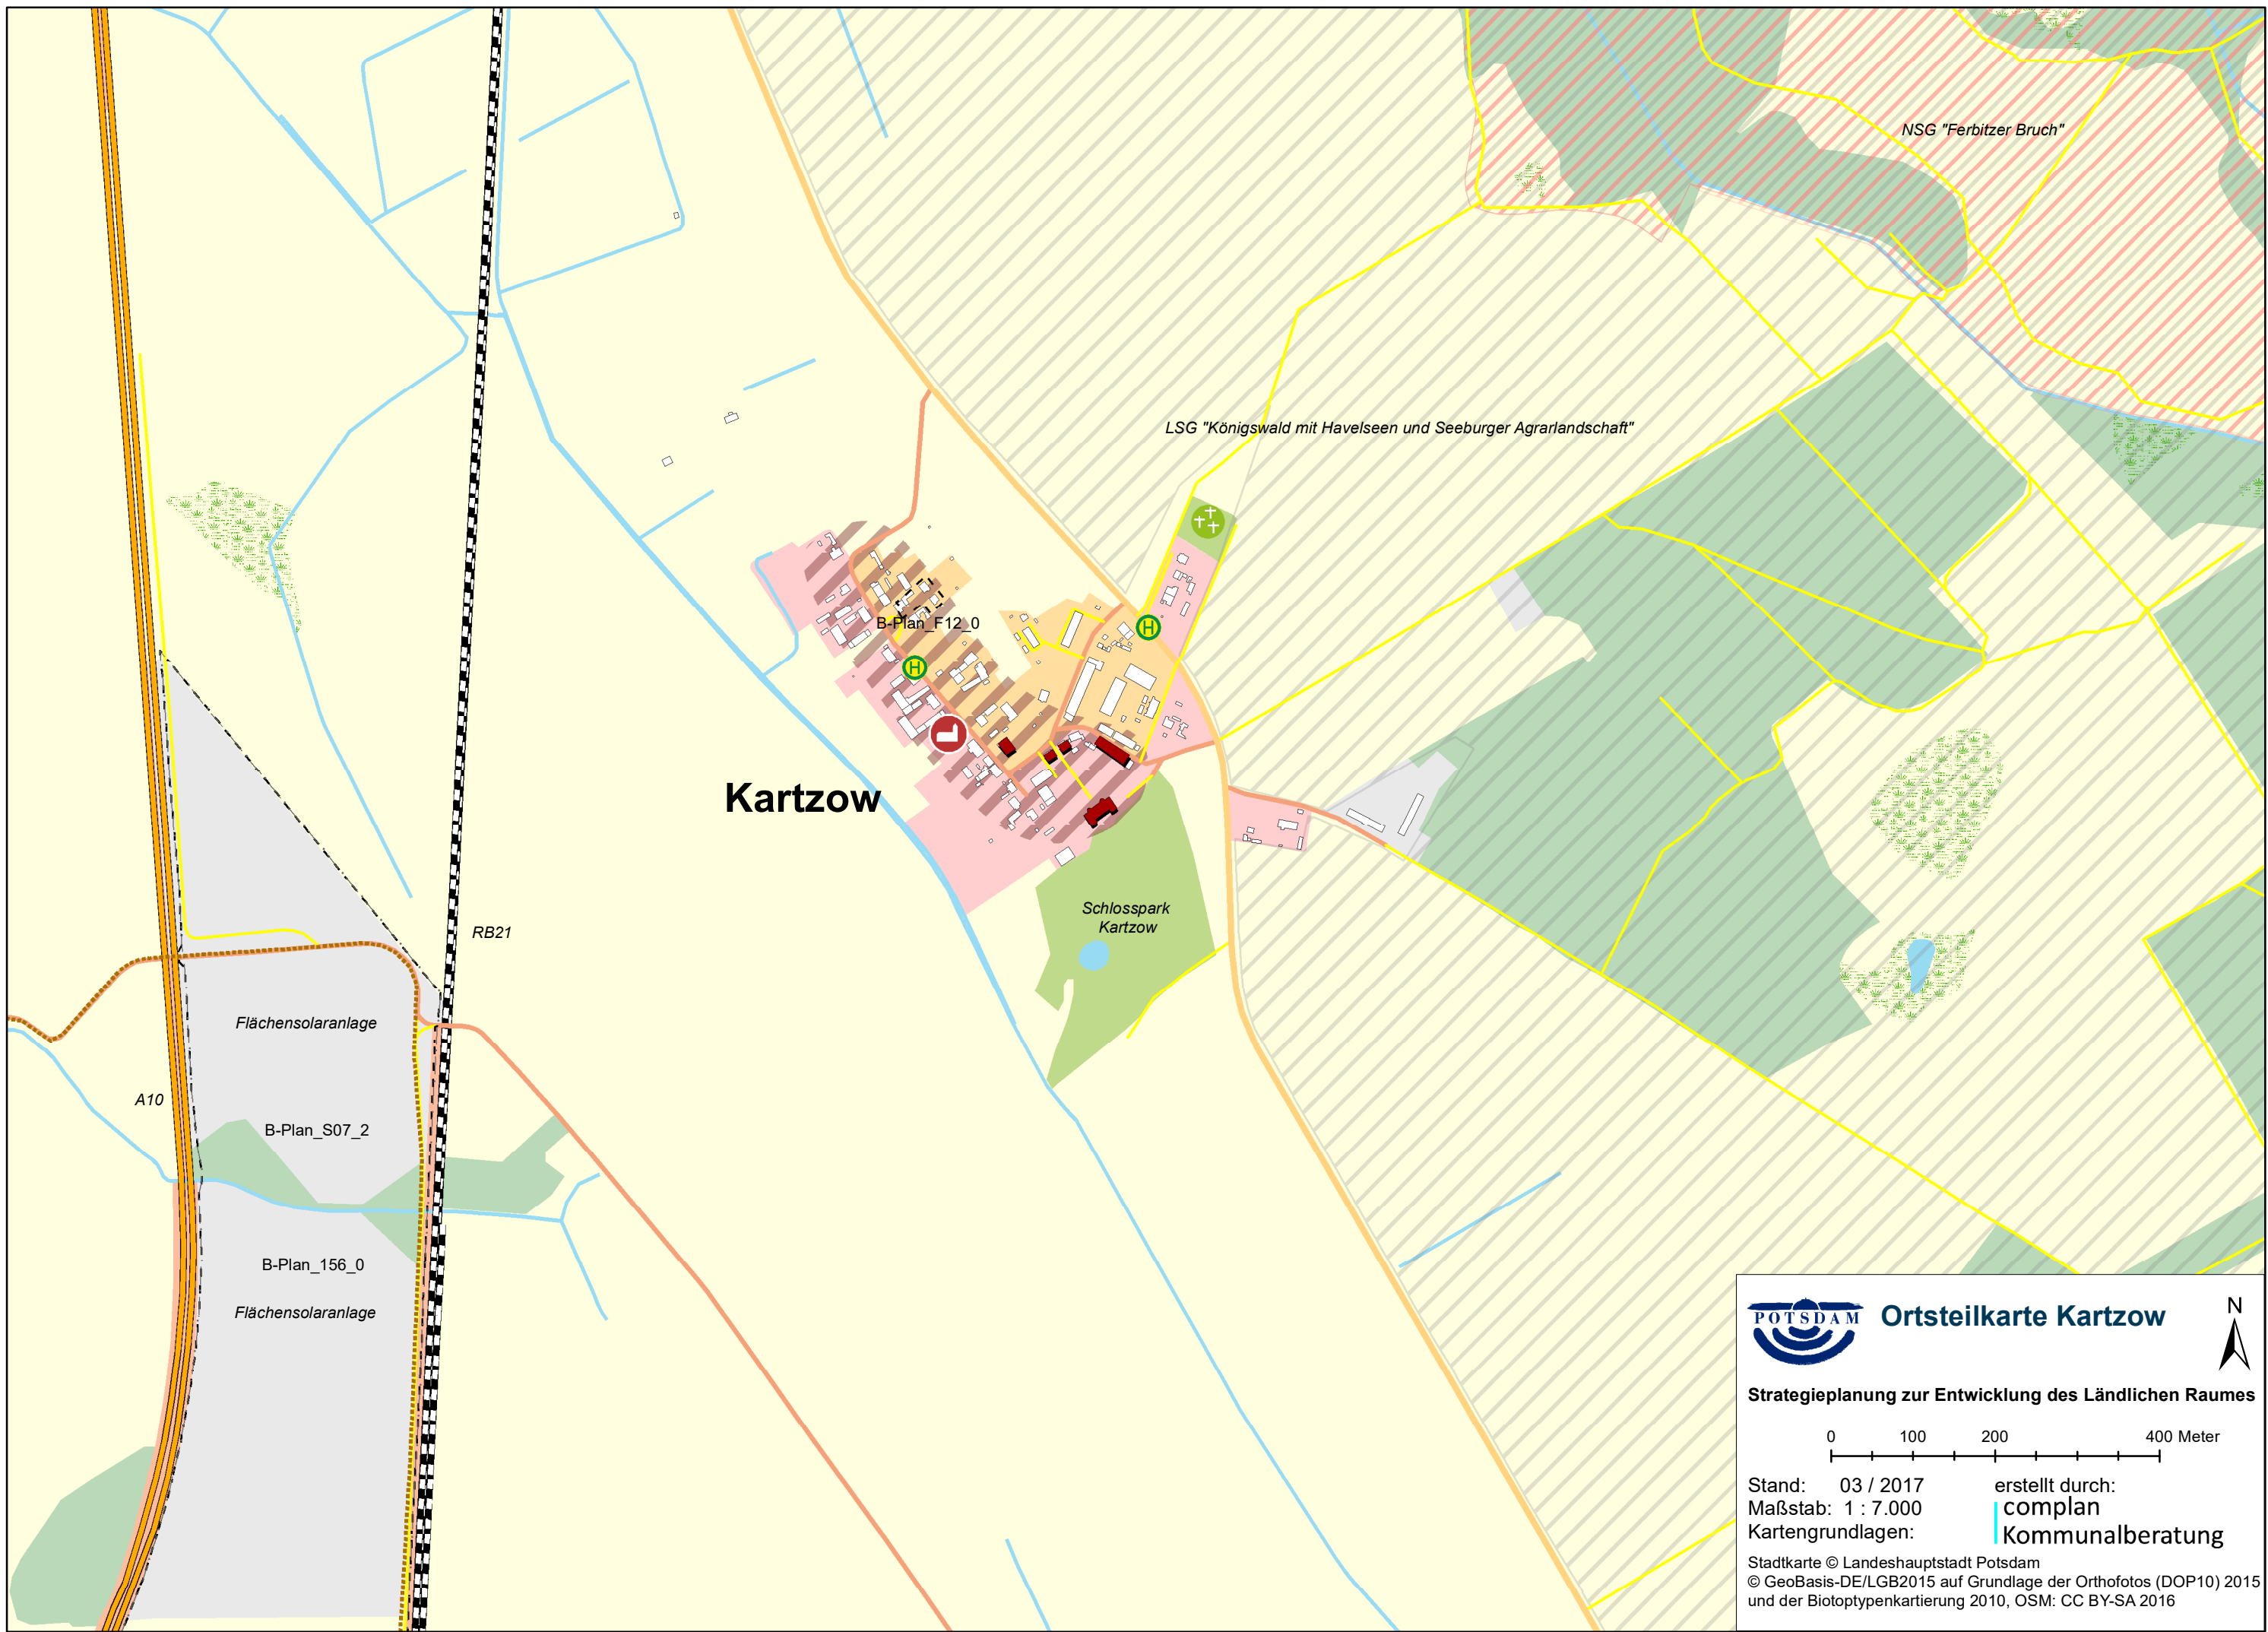 NSG "Ferbitzer Bruch"
LSG "Königswald mit Havelseen und Seeburger Agrarlandschaft"
B-Plan_F12_0
H
H
Kartzow
Schlosspark
Kartzow
RB21
Flächensolaranlage
A10
B-Plan_S07_2
B-Plan_156_0
Flächensolaranlage
POTSDAM
Ortsteilkarte Kartzow
N
Strategieplanung zur Entwicklung des Ländlichen Raumes
0 100 200 400 Meter
Stand: 03 / 2017
Maßstab: 1 : 7.000
Kartengrundlagen:
erstellt durch:
complan
Kommunalberatung
Stadtkarte © Landeshauptstadt Potsdam
© GeoBasis-DE/LGB2015 auf Grundlage der Orthofotos (DOP10) 2015
und der Biotoptypenkartierung 2010, OSM: CC BY-SA 2016